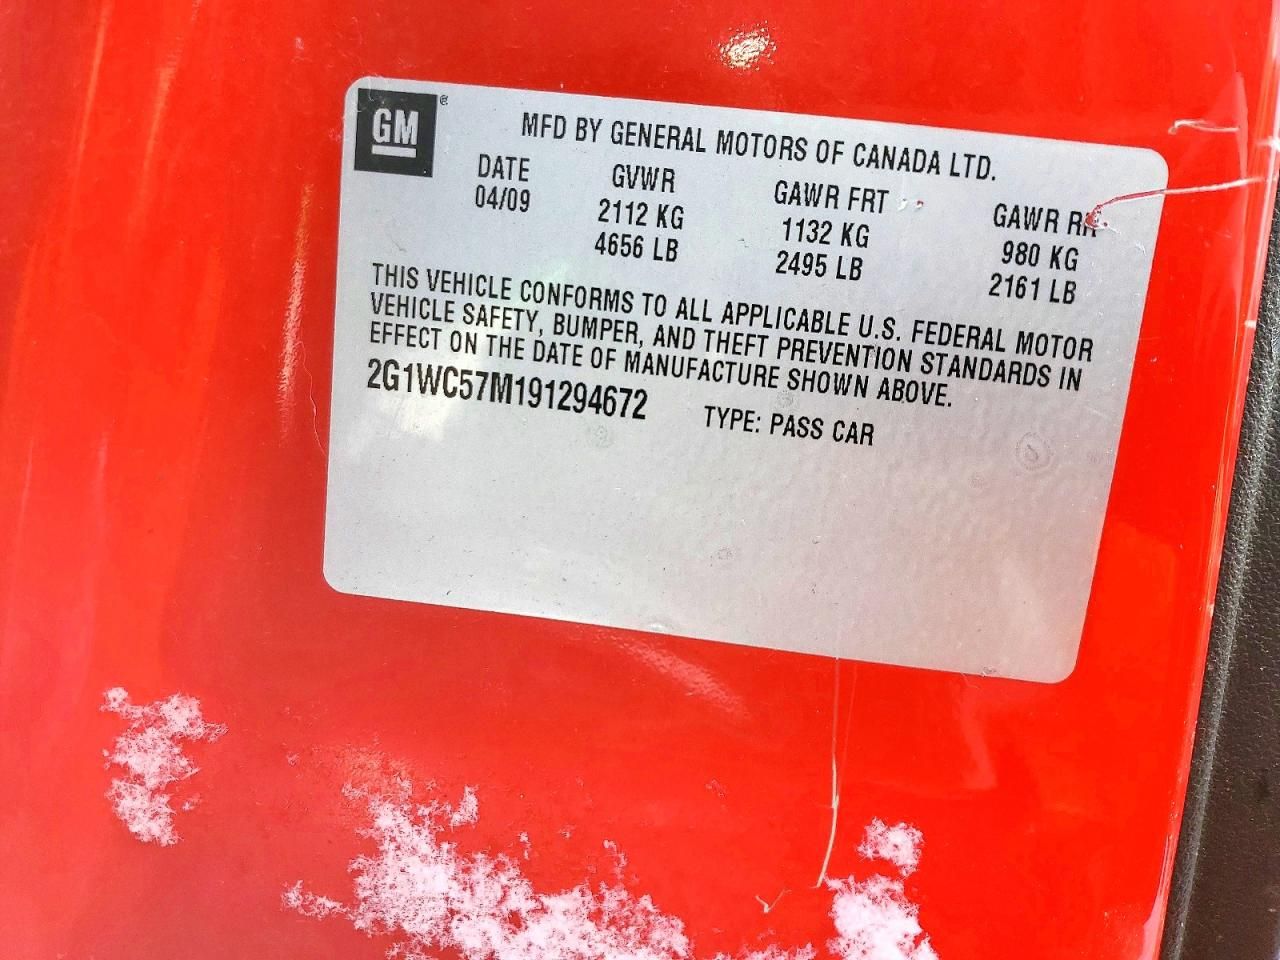 GM ®
MFD BY GENERAL MOTORS OF CANADA LTD.
DATE GVWR GAWR FRT GAWR RR
04/09 2112 KG 1132 KG 980 KG
4656 LB 2495 LB 2161 LB
THIS VEHICLE CONFORMS TO ALL APPLICABLE U.S. FEDERAL MOTOR
VEHICLE SAFETY, BUMPER, AND THEFT PREVENTION STANDARDS IN
EFFECT ON THE DATE OF MANUFACTURE SHOWN ABOVE.
2G1WC57M191294672 TYPE: PASS CAR